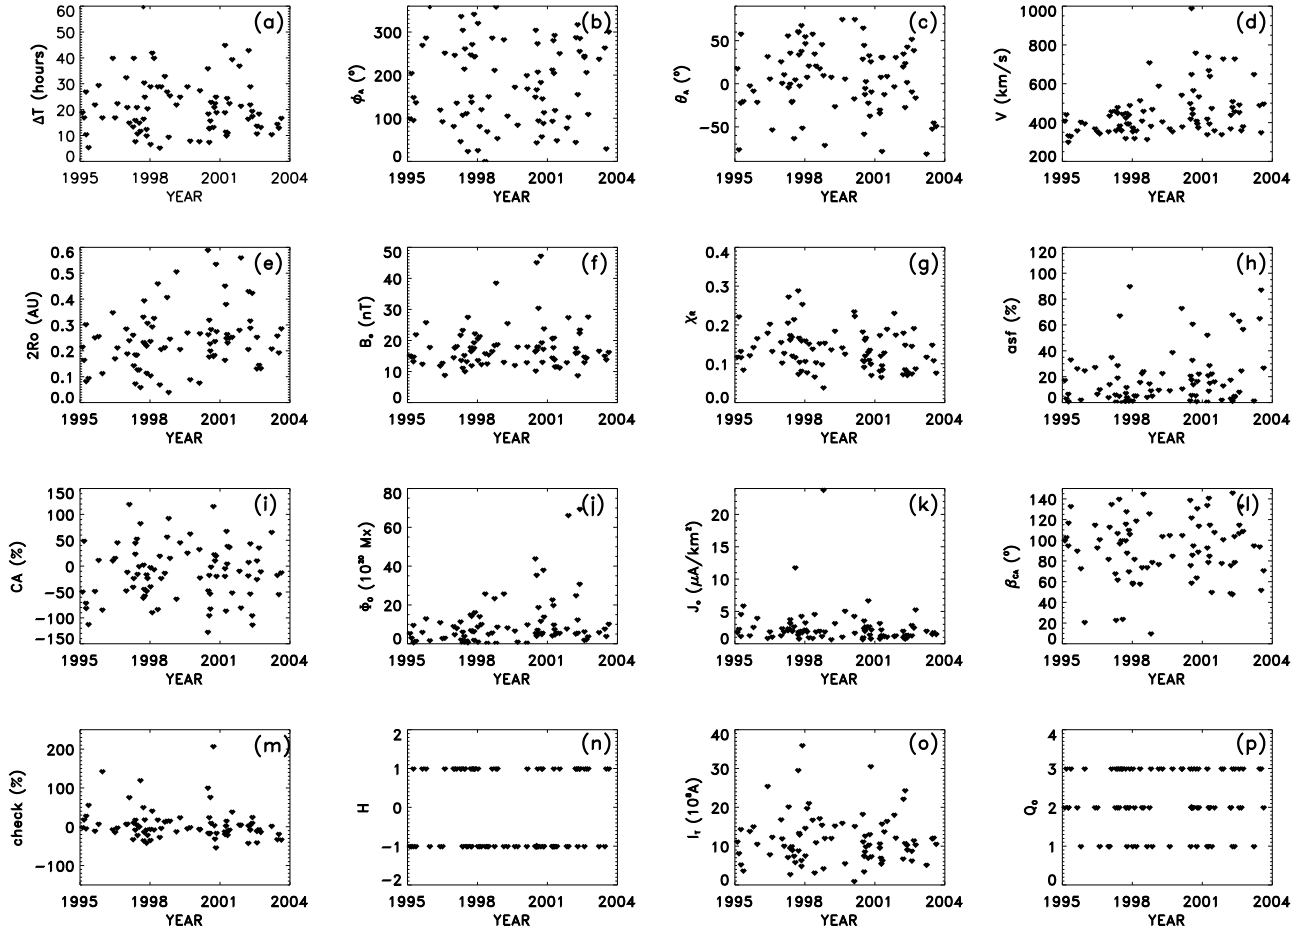 (a) ΔT (hours) 0 10 20 30 40 50 60 1995 1998 2001 2004 YEAR
(b) ϕA (°) 0 100 200 300 1995 1998 2001 2004 YEAR
(c) θA (°) −50 0 50 1995 1998 2001 2004 YEAR
(d) V (km/s) 200 400 600 800 1000 1995 1998 2001 2004 YEAR
(e) 2Ro (AU) 0.0 0.1 0.2 0.3 0.4 0.5 0.6 1995 1998 2001 2004 YEAR
(f) Bo (nT) 0 10 20 30 40 50 1995 1998 2001 2004 YEAR
(g) 0.0 0.1 0.2 0.3 0.4 1995 1998 2001 2004 YEAR
(h) asf (%) 0 20 40 60 80 100 120 1995 1998 2001 2004 YEAR
(i) CA (%) −150 −100 −50 0 50 100 150 1995 1998 2001 2004 YEAR
(j) Φo (10²⁰ Mx) 0 20 40 60 80 1995 1998 2001 2004 YEAR
(k) Jo (μA/km²) 0 5 10 15 20 1995 1998 2001 2004 YEAR
(l) βCA (°) 0 20 40 60 80 100 120 140 1995 1998 2001 2004 YEAR
(m) check (%) −100 0 100 200 1995 1998 2001 2004 YEAR
(n) H −2 −1 0 1 2 1995 1998 2001 2004 YEAR
(o) 0 10 20 30 40 1995 1998 2001 2004 YEAR
(p) Qo 0 1 2 3 4 1995 1998 2001 2004 YEAR